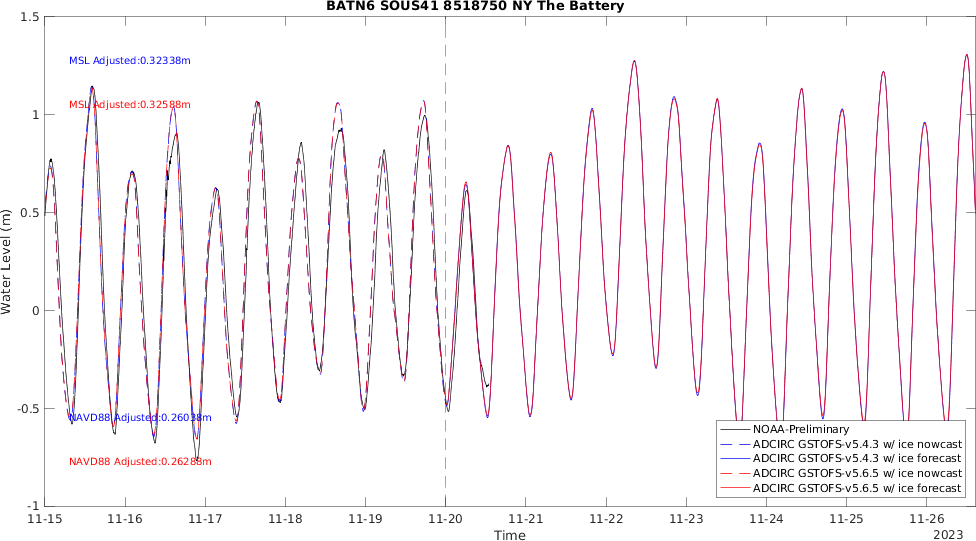 BATN6 SOUS41 8518750 NY The Battery
1.5
1
0.5
0
-0.5
-1
Water Level (m)
MSL Adjusted:0.32338m
MSL Adjusted:0.32588m
NAVD88 Adjusted:0.26038m
NAVD88 Adjusted:0.26288m
NOAA-Preliminary
ADCIRC GSTOFS-v5.4.3 w/ ice nowcast
ADCIRC GSTOFS-v5.4.3 w/ ice forecast
ADCIRC GSTOFS-v5.6.5 w/ ice nowcast
ADCIRC GSTOFS-v5.6.5 w/ ice forecast
11-15 11-16 11-17 11-18 11-19 11-20 11-21 11-22 11-23 11-24 11-25 11-26
Time
2023